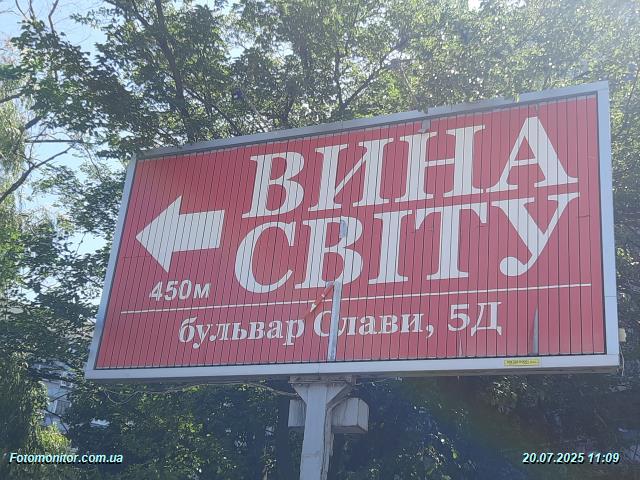 ВИНА
СВІТУ
450м
бульвар Слави, 5Д
Fotomonitor.com.ua
20.07.2025 11:09